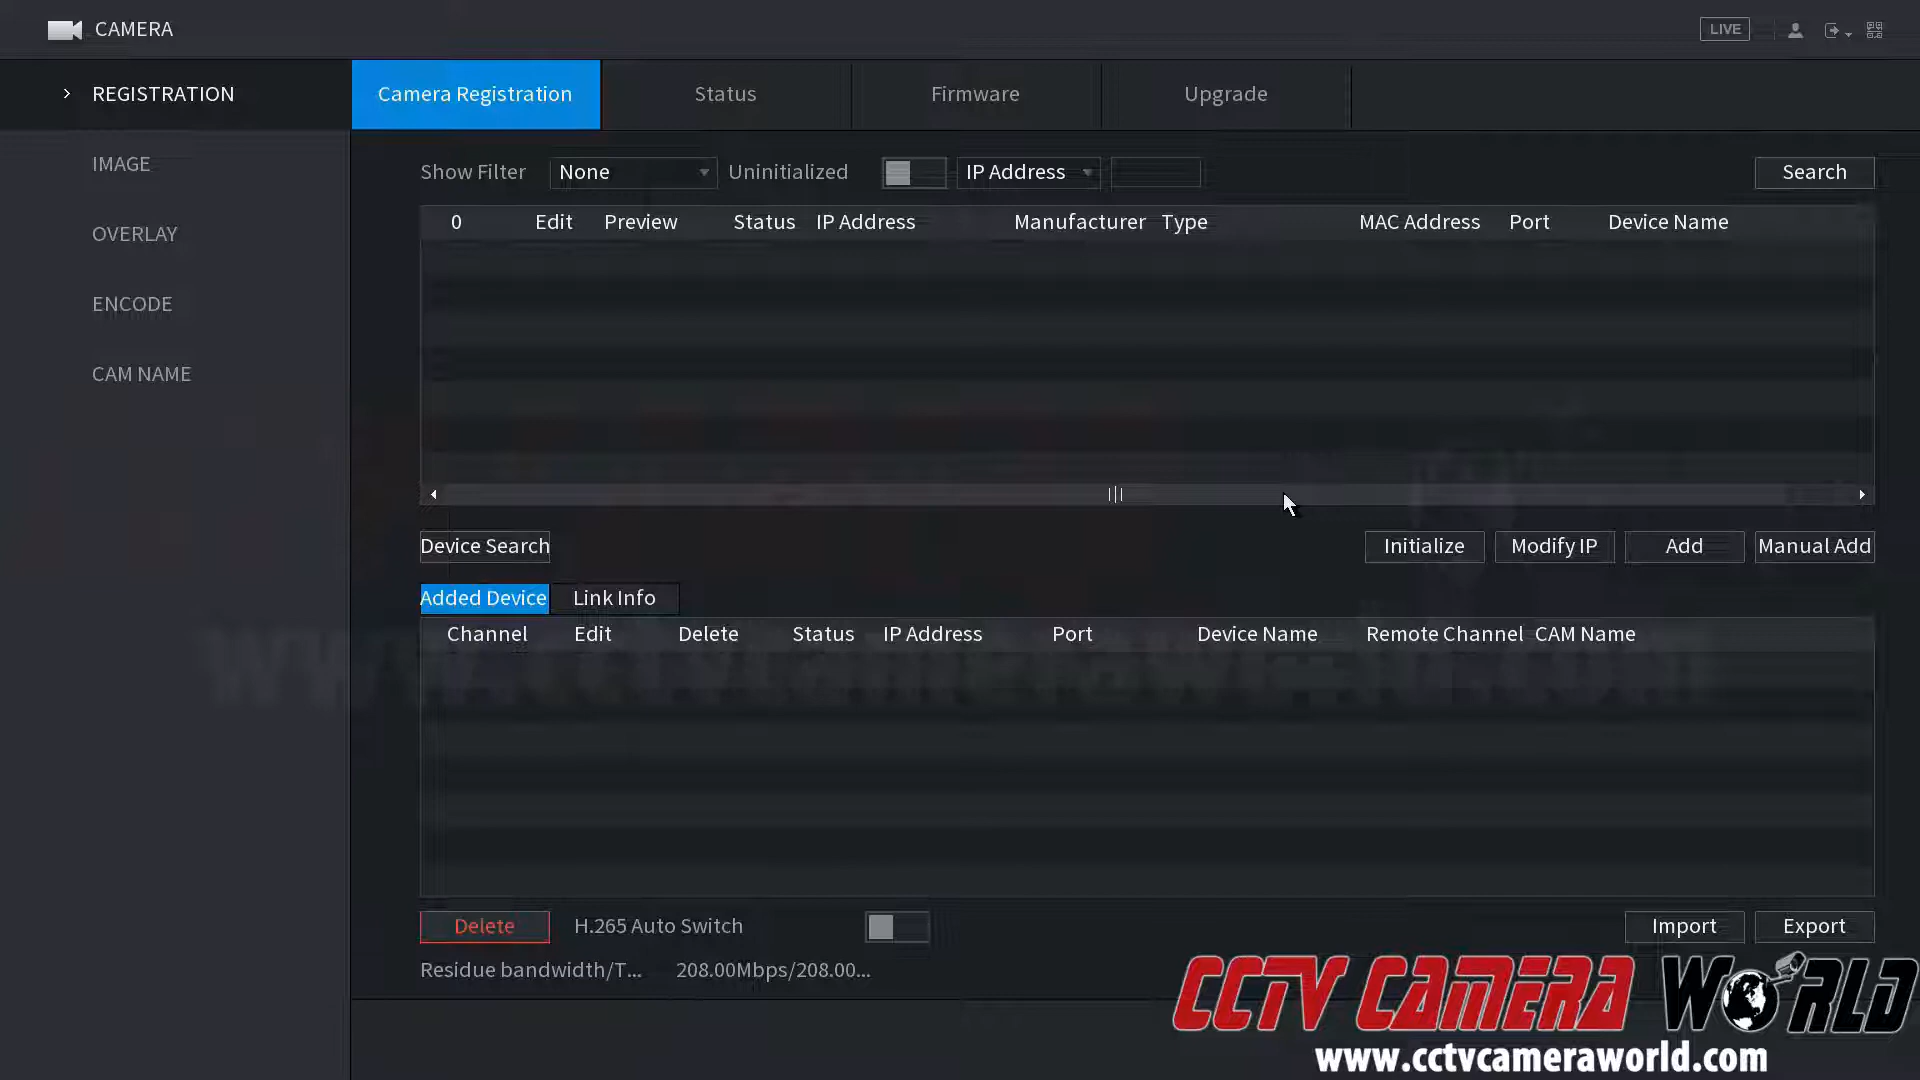 CAMERA LIVE
REGISTRATION Camera Registration Status Firmware Upgrade
IMAGE
OVERLAY
ENCODE
CAM NAME
Show Filter None Uninitialized IP Address Search
0 Edit Preview Status IP Address Manufacturer Type MAC Address Port Device Name
Device Search Initialize Modify IP Add Manual Add
Added Device Link Info
Channel Edit Delete Status IP Address Port Device Name Remote Channel CAM Name
www.cctvcameraworld.com
Delete H.265 Auto Switch Import Export
Residue bandwidth/T... 208.00Mbps/208.00...
CCTV CAMERA WORLD
www.cctvcameraworld.com